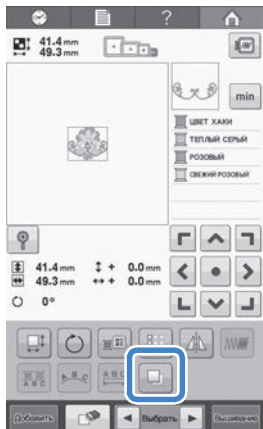 ?
41.4 mm
49.3 mm
min
ЦВЕТ ХАКИ
ТЕПЛЫЙ СЕРЫЙ
РОЗОВЫЙ
СВЕЖИЙ РОЗОВЫЙ
41.4 mm + 0.0 mm
49.3 mm + 0.0 mm
0°
A B C
A B C
A B C
Добавить
Выбрать
Вышивание